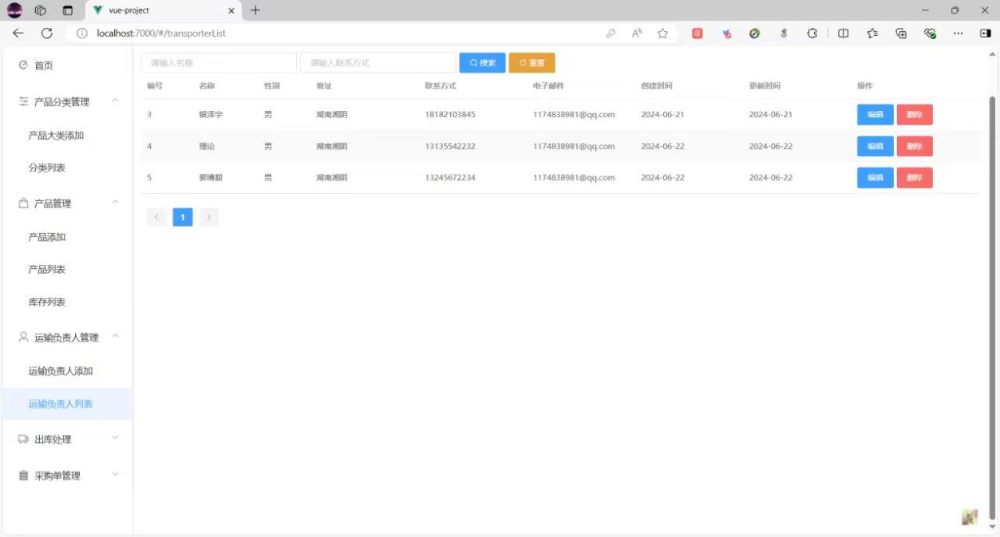 vue-project
localhost:7000/#/transporterList
首页
产品分类管理
产品大类添加
分类列表
产品管理
产品添加
产品列表
库存列表
运输负责人管理
运输负责人添加
运输负责人列表
出库处理
采购单管理
请输入名称 请输入联系方式 搜索 重置
编号 名称 性别 地址 联系方式 电子邮件 创建时间 更新时间 操作
3 银泽宇 男 湖南湘阴 18182103845 1174838981@qq.com 2024-06-21 2024-06-21 编辑 删除
4 理论 男 湖南湘阴 13135542232 1174838981@qq.com 2024-06-22 2024-06-22 编辑 删除
5 郭博毅 男 湖南湘阴 13245672234 1174838981@qq.com 2024-06-22 2024-06-22 编辑 删除
1